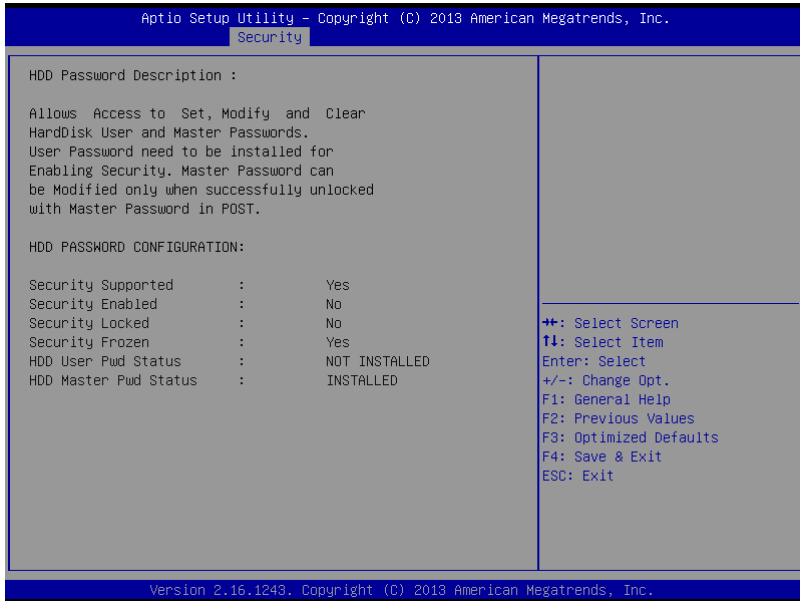 Aptio Setup Utility – Copyright (C) 2013 American Megatrends, Inc.
Security
HDD Password Description :
Allows Access to Set, Modify and Clear
HardDisk User and Master Passwords.
User Password need to be installed for
Enabling Security. Master Password can
be Modified only when successfully unlocked
with Master Password in POST.
HDD PASSWORD CONFIGURATION:
Security Supported : Yes
Security Enabled : No
Security Locked : No
Security Frozen : Yes
HDD User Pwd Status : NOT INSTALLED
HDD Master Pwd Status : INSTALLED
→←: Select Screen
↑↓: Select Item
Enter: Select
+/-: Change Opt.
F1: General Help
F2: Previous Values
F3: Optimized Defaults
F4: Save & Exit
ESC: Exit
Version 2.16.1243. Copyright (C) 2013 American Megatrends, Inc.